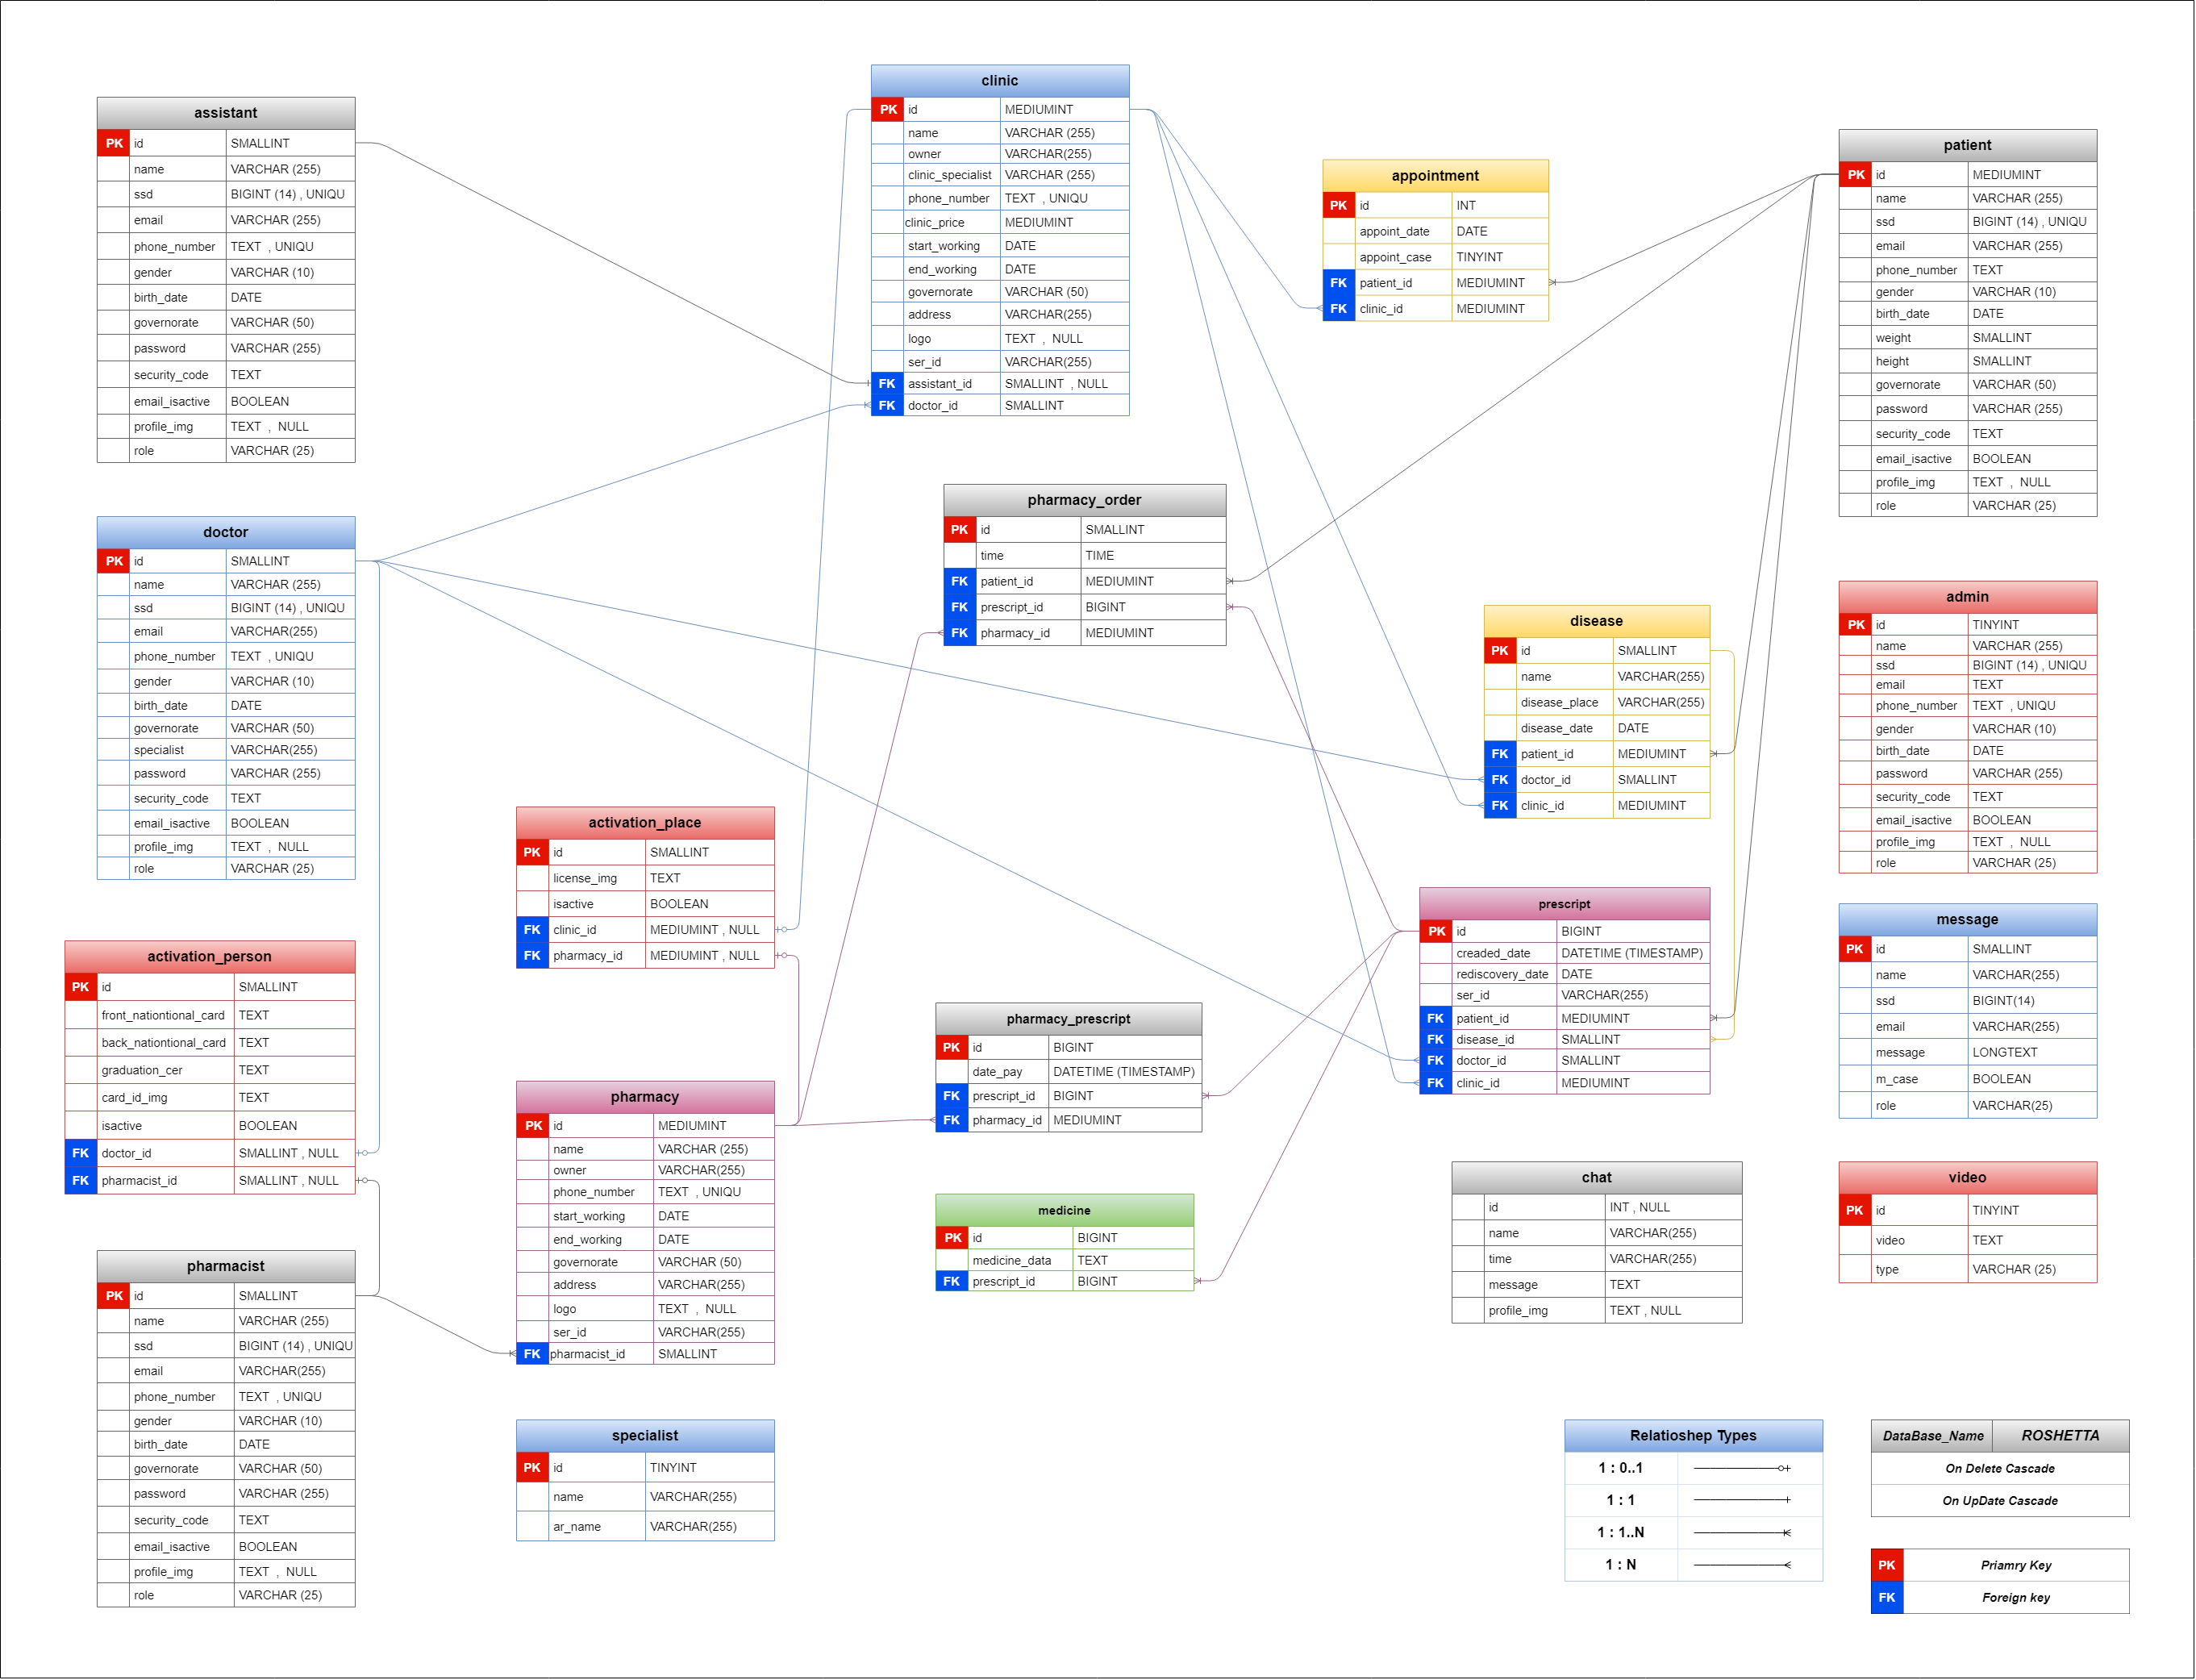 assistant
PK id SMALLINT
name VARCHAR (255)
ssd BIGINT (14) , UNIQU
email VARCHAR (255)
phone_number TEXT , UNIQU
gender VARCHAR (10)
birth_date DATE
governorate VARCHAR (50)
password VARCHAR (255)
security_code TEXT
email_isactive BOOLEAN
profile_img TEXT , NULL
role VARCHAR (25)
clinic
PK id MEDIUMINT
name VARCHAR (255)
owner VARCHAR(255)
clinic_specialist VARCHAR (255)
phone_number TEXT , UNIQU
clinic_price MEDIUMINT
start_working DATE
end_working DATE
governorate VARCHAR (50)
address VARCHAR(255)
logo TEXT , NULL
ser_id VARCHAR(255)
FK assistant_id SMALLINT , NULL
FK doctor_id SMALLINT
appointment
PK id INT
appoint_date DATE
appoint_case TINYINT
FK patient_id MEDIUMINT
FK clinic_id MEDIUMINT
patient
PK id MEDIUMINT
name VARCHAR (255)
ssd BIGINT (14) , UNIQU
email VARCHAR (255)
phone_number TEXT
gender VARCHAR (10)
birth_date DATE
weight SMALLINT
height SMALLINT
governorate VARCHAR (50)
password VARCHAR (255)
security_code TEXT
email_isactive BOOLEAN
profile_img TEXT , NULL
role VARCHAR (25)
doctor
PK id SMALLINT
name VARCHAR (255)
ssd BIGINT (14) , UNIQU
email VARCHAR(255)
phone_number TEXT , UNIQU
gender VARCHAR (10)
birth_date DATE
governorate VARCHAR (50)
specialist VARCHAR(255)
password VARCHAR (255)
security_code TEXT
email_isactive BOOLEAN
profile_img TEXT , NULL
role VARCHAR (25)
pharmacy_order
PK id SMALLINT
time TIME
FK patient_id MEDIUMINT
FK prescript_id BIGINT
FK pharmacy_id MEDIUMINT
disease
PK id SMALLINT
name VARCHAR(255)
disease_place VARCHAR(255)
disease_date DATE
FK patient_id MEDIUMINT
FK doctor_id SMALLINT
FK clinic_id MEDIUMINT
admin
PK id TINYINT
name VARCHAR (255)
ssd BIGINT (14) , UNIQU
email TEXT
phone_number TEXT , UNIQU
gender VARCHAR (10)
birth_date DATE
password VARCHAR (255)
security_code TEXT
email_isactive BOOLEAN
profile_img TEXT , NULL
role VARCHAR (25)
activation_place
PK id SMALLINT
license_img TEXT
isactive BOOLEAN
FK clinic_id MEDIUMINT , NULL
FK pharmacy_id MEDIUMINT , NULL
prescript
PK id BIGINT
creaded_date DATETIME (TIMESTAMP)
rediscovery_date DATE
ser_id VARCHAR(255)
FK patient_id MEDIUMINT
FK disease_id SMALLINT
FK doctor_id SMALLINT
FK clinic_id MEDIUMINT
message
PK id SMALLINT
name VARCHAR(255)
ssd BIGINT(14)
email VARCHAR(255)
message LONGTEXT
m_case BOOLEAN
role VARCHAR(25)
activation_person
PK id SMALLINT
front_nationtional_card TEXT
back_nationtional_card TEXT
graduation_cer TEXT
card_id_img TEXT
isactive BOOLEAN
FK doctor_id SMALLINT , NULL
FK pharmacist_id SMALLINT , NULL
pharmacy_prescript
PK id BIGINT
date_pay DATETIME (TIMESTAMP)
FK prescript_id BIGINT
FK pharmacy_id MEDIUMINT
pharmacy
PK id MEDIUMINT
name VARCHAR (255)
owner VARCHAR(255)
phone_number TEXT , UNIQU
start_working DATE
end_working DATE
governorate VARCHAR (50)
address VARCHAR(255)
logo TEXT , NULL
ser_id VARCHAR(255)
FK pharmacist_id SMALLINT
medicine
PK id BIGINT
medicine_data TEXT
FK prescript_id BIGINT
chat
id INT , NULL
name VARCHAR(255)
time VARCHAR(255)
message TEXT
profile_img TEXT , NULL
video
PK id TINYINT
video TEXT
type VARCHAR (25)
pharmacist
PK id SMALLINT
name VARCHAR (255)
ssd BIGINT (14) , UNIQU
email VARCHAR(255)
phone_number TEXT , UNIQU
gender VARCHAR (10)
birth_date DATE
governorate VARCHAR (50)
password VARCHAR (255)
security_code TEXT
email_isactive BOOLEAN
profile_img TEXT , NULL
role VARCHAR (25)
specialist
PK id TINYINT
name VARCHAR(255)
ar_name VARCHAR(255)
Relatioshep Types
1 : 0..1
1 : 1
1 : 1..N
1 : N
DataBase_Name ROSHETTA
On Delete Cascade
On UpDate Cascade
PK Priamry Key
FK Foreign key